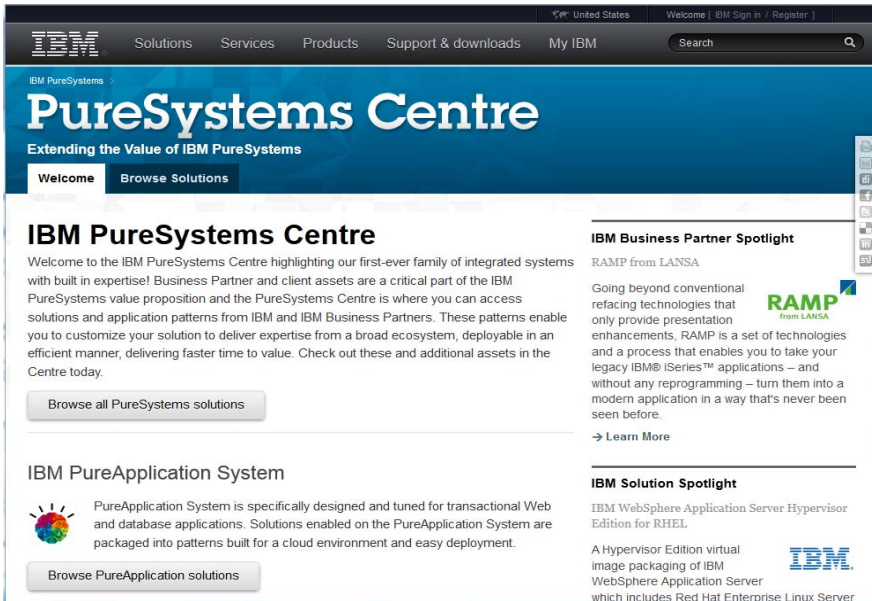 United States
Welcome [ IBM Sign in / Register ]
IBM
Solutions
Services
Products
Support & downloads
My IBM
Search
IBM PureSystems >
PureSystems Centre
Extending the Value of IBM PureSystems
Welcome
Browse Solutions
IBM PureSystems Centre
Welcome to the IBM PureSystems Centre highlighting our first-ever family of integrated systems
with built in expertise! Business Partner and client assets are a critical part of the IBM
PureSystems value proposition and the PureSystems Centre is where you can access
solutions and application patterns from IBM and IBM Business Partners. These patterns enable
you to customize your solution to deliver expertise from a broad ecosystem, deployable in an
efficient manner, delivering faster time to value. Check out these and additional assets in the
Centre today.
Browse all PureSystems solutions
IBM PureApplication System
PureApplication System is specifically designed and tuned for transactional Web
and database applications. Solutions enabled on the PureApplication System are
packaged into patterns built for a cloud environment and easy deployment.
Browse PureApplication solutions
IBM Business Partner Spotlight
RAMP from LANSA
Going beyond conventional
refacing technologies that
only provide presentation
enhancements, RAMP is a set of technologies
and a process that enables you to take your
legacy IBM® iSeries™ applications – and
without any reprogramming – turn them into a
modern application in a way that's never been
seen before.
RAMP
from LANSA
→ Learn More
IBM Solution Spotlight
IBM WebSphere Application Server Hypervisor
Edition for RHEL
A Hypervisor Edition virtual
image packaging of IBM
WebSphere Application Server
which includes Red Hat Enterprise Linux Server
IBM.